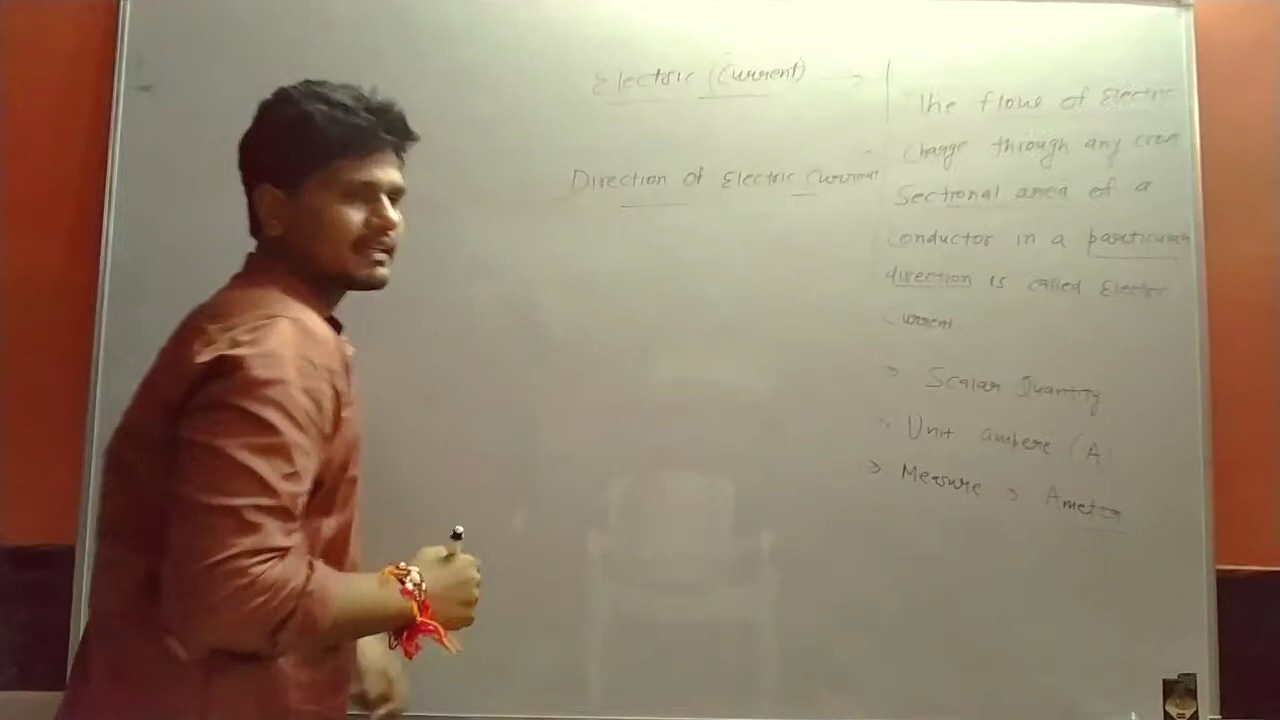 Electric (Current) →
Direction of Electric Current
The flowe of Electric
Charge through any cross
Sectional area of a
conductor in a particular
direction is called Electric
Current
> Scalar Quantity
Unit ampere (A)
> Measure > Ameter